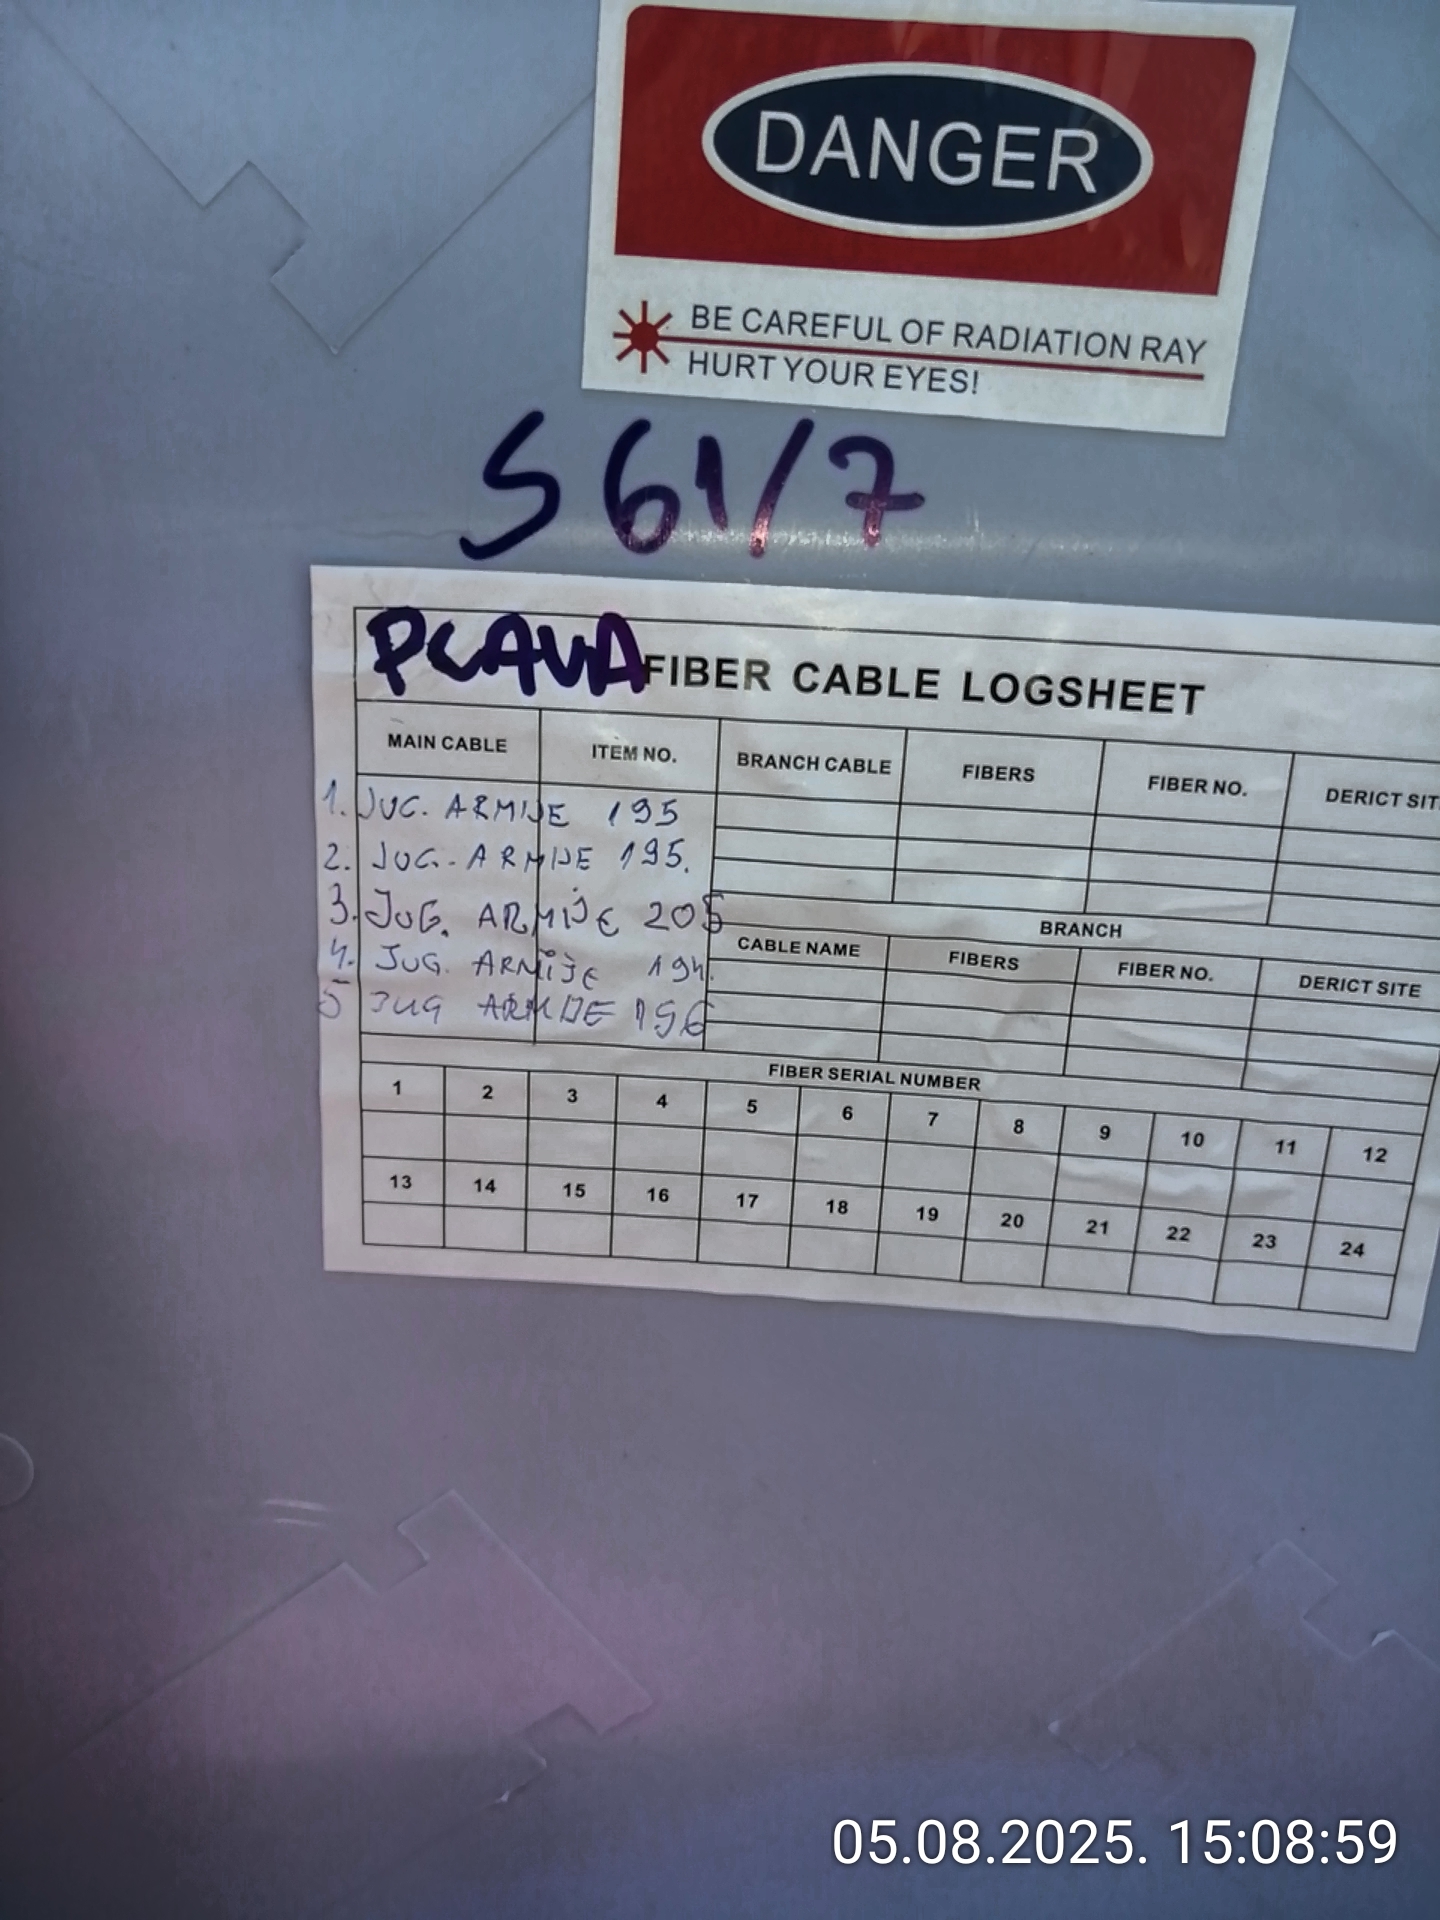 DANGER
BE CAREFUL OF RADIATION RAY
HURT YOUR EYES!
S61/7
PLAVA FIBER CABLE LOGSHEET
MAIN CABLE ITEM NO. BRANCH CABLE FIBERS FIBER NO. DERICT SIT
1. JUG. ARMIJE 195
2. JUG. ARMIJE 195.
3. JUG. ARMIJE 205
4. JUG. ARMIJE 194.
5 JUG ARMIJE 196
BRANCH
CABLE NAME FIBERS FIBER NO. DERICT SITE
FIBER SERIAL NUMBER
1 2 3 4 5 6 7 8 9 10 11 12
13 14 15 16 17 18 19 20 21 22 23 24
05.08.2025. 15:08:59